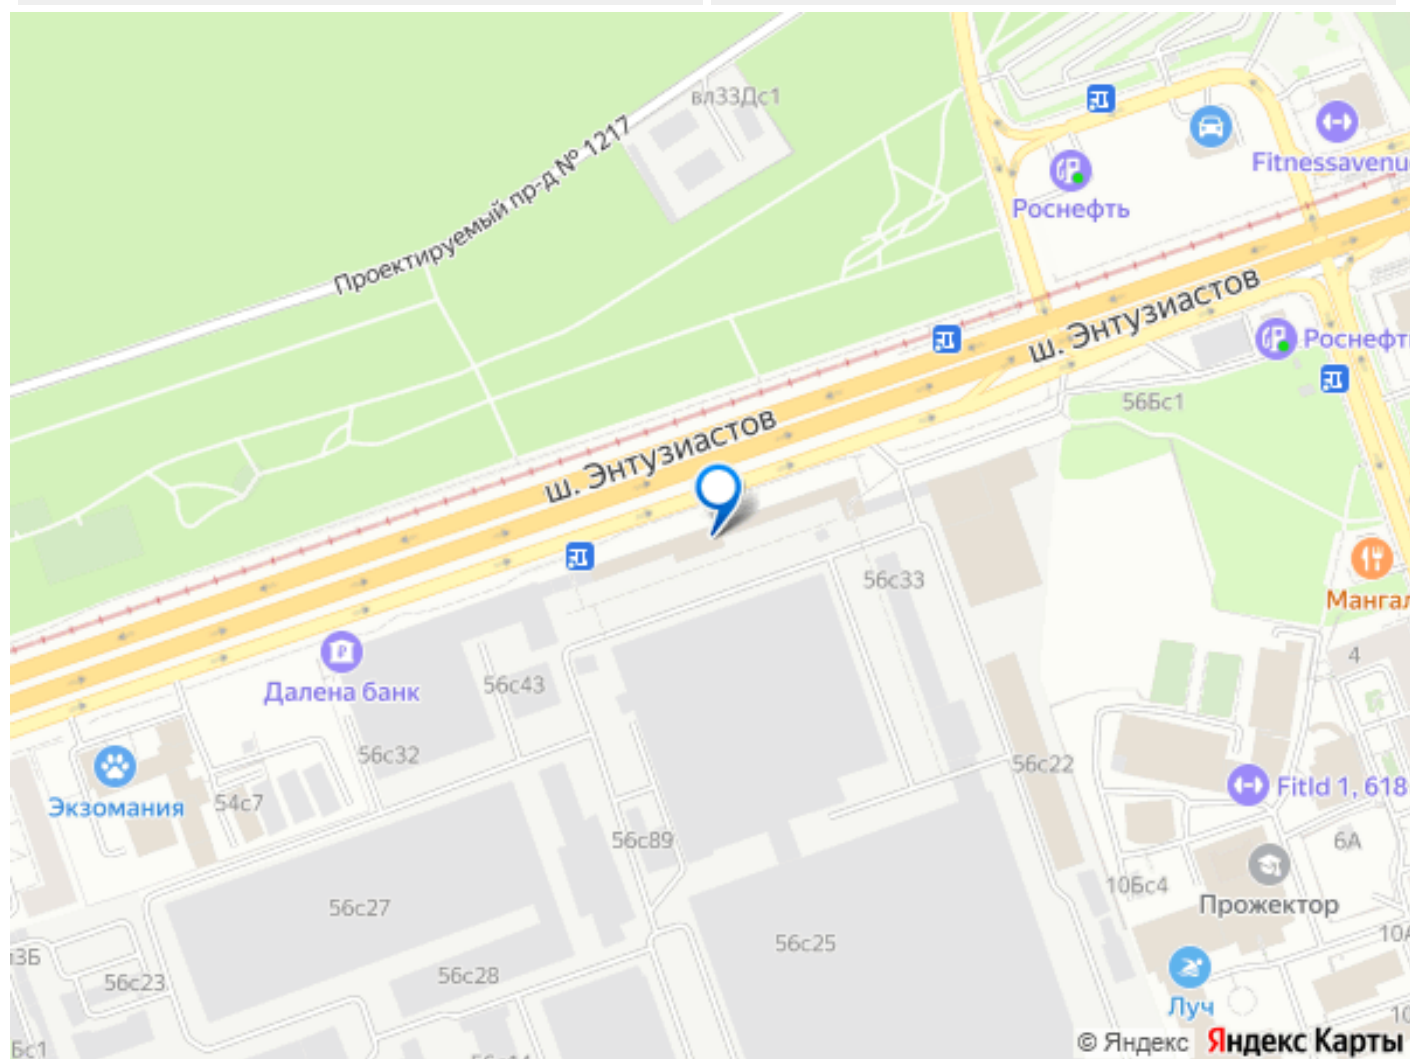 вл33Дс1
Проектируемый пр-д № 1217
Fitnessavenu
Роснефть
ш. Энтузиастов
Роснефт
56Бс1
ш. Энтузиастов
56с33
Мангал
4
56с43
Далена банк
56с32
56с22
Экзомания
54с7
FitId 1, 618
56с89
6А
10Бс4
Прожектор
56с27
56с25
10А
3Б
56с23
56с28
Луч
10
Бс1
© Яндекс Яндекс Карты